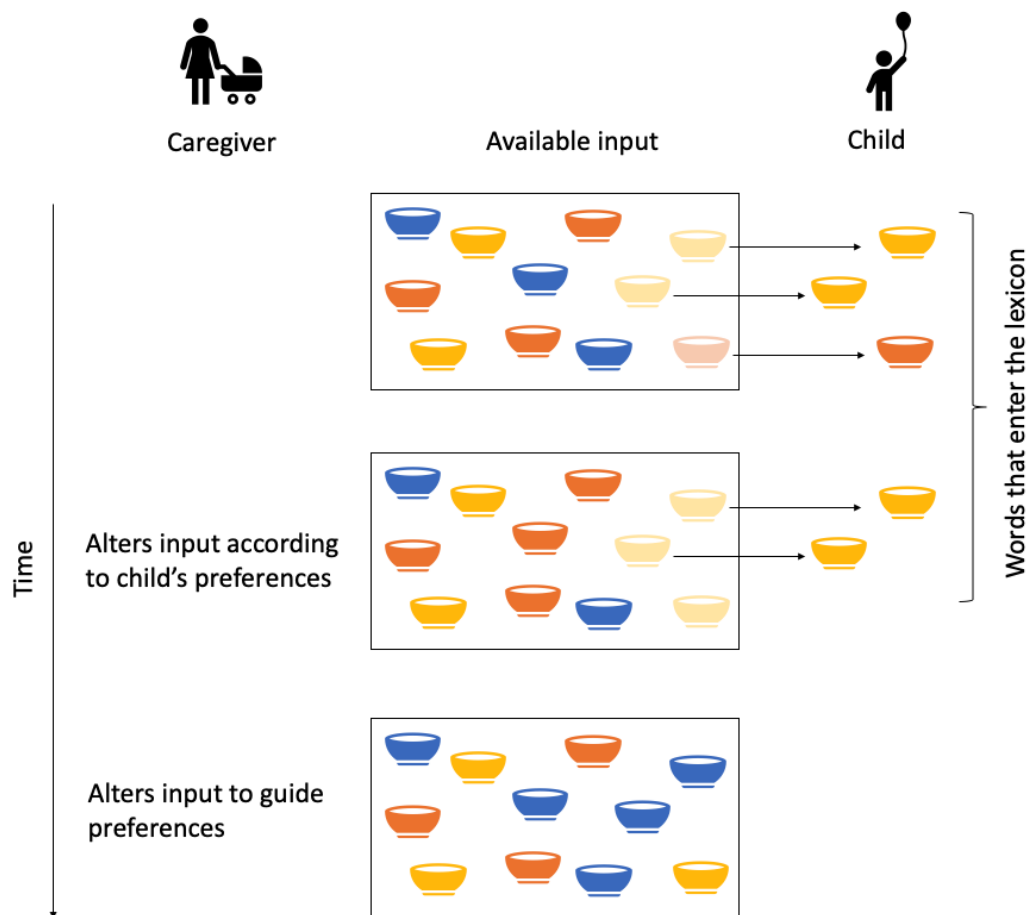 Caregiver
Available input
Child
Time
Alters input according
to child’s preferences
Alters input to guide
preferences
Words that enter the lexicon